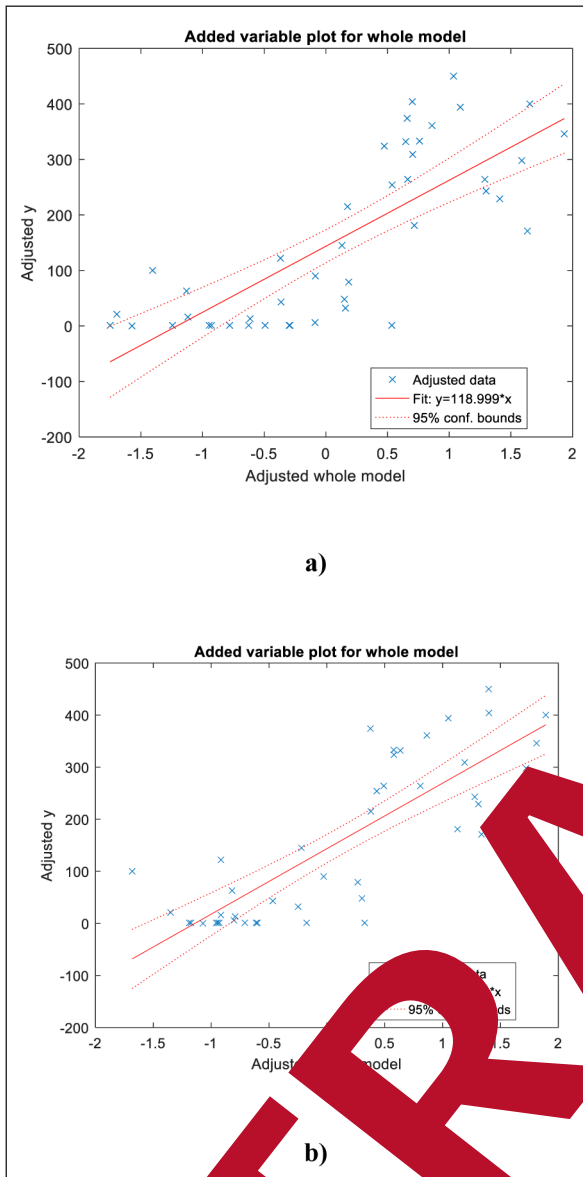 Added variable plot for whole model
500
400
300
200
100
0
-100
-200
Adjusted y
× Adjusted data
Fit: y=118.999*x
95% conf. bounds
-2 -1.5 -1 -0.5 0 0.5 1 1.5 2
Adjusted whole model
a)
Added variable plot for whole model
500
400
300
200
100
0
-100
-200
Adjusted y
95%
-2 -1.5 -1 -0.5 0 0.5 1 1.5 2
model
b)